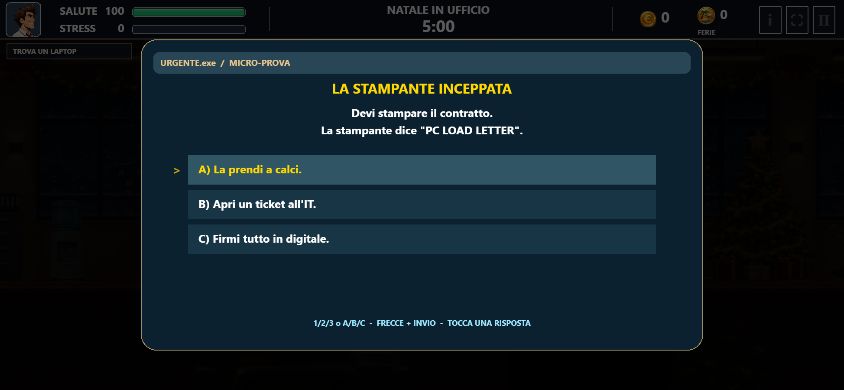 SALUTE 100
STRESS 0
NATALE IN UFFICIO
5:00
0
0
FERIE
i
TROVA UN LAPTOP
URGENTE.exe / MICRO-PROVA
LA STAMPANTE INCEPPATA
Devi stampare il contratto.
La stampante dice "PC LOAD LETTER".
> A) La prendi a calci.
B) Apri un ticket all'IT.
C) Firmi tutto in digitale.
1/2/3 o A/B/C - FRECCE + INVIO - TOCCA UNA RISPOSTA